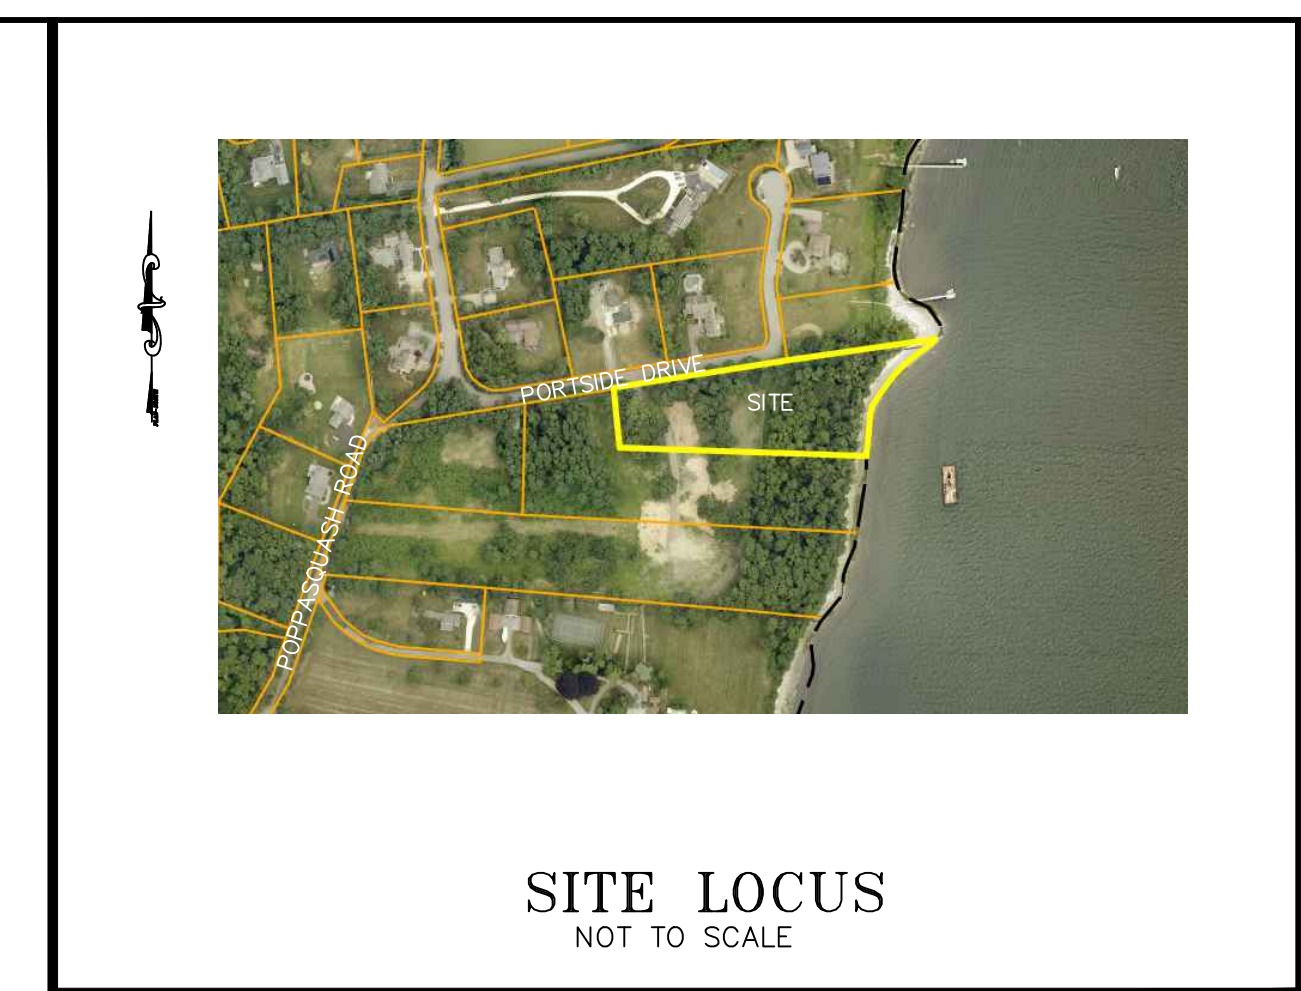 PORTSIDE DRIVE
SITE
POPPASQUASH ROAD
SITE LOCUS
NOT TO SCALE